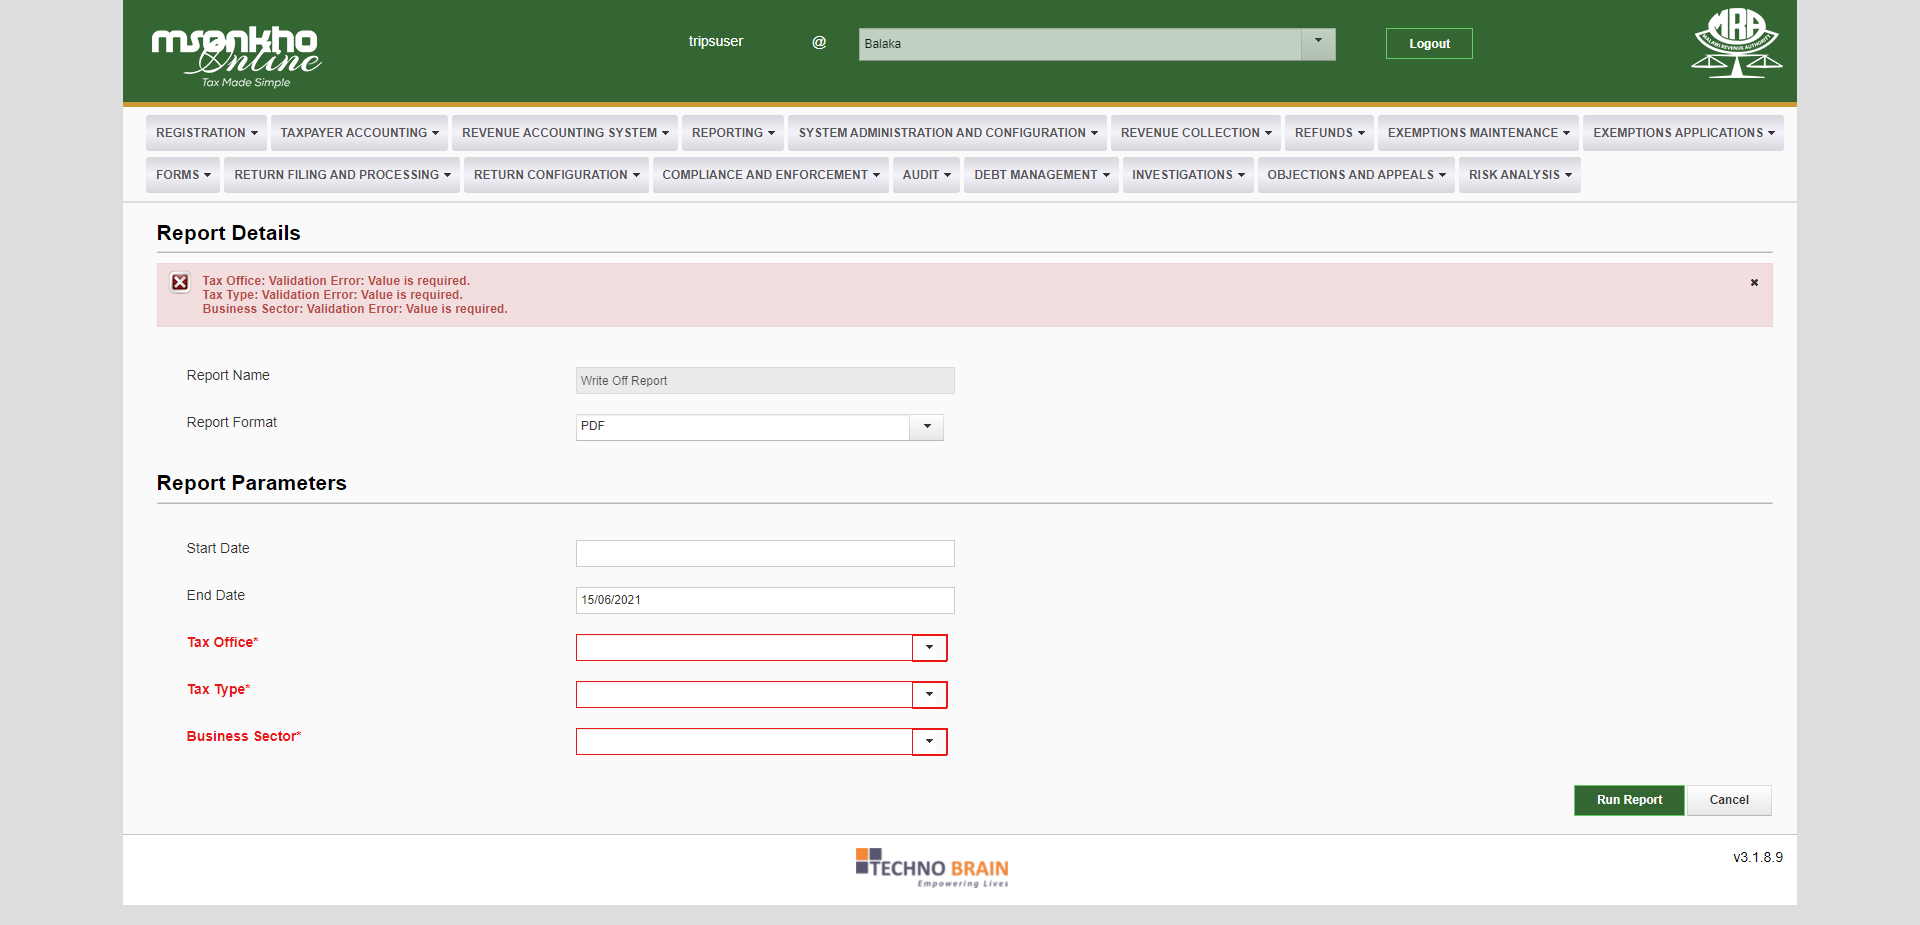 msonkho
Online
Tax Made Simple
tripsuser @ Balaka Logout
MRA
MALAWI REVENUE AUTHORITY
REGISTRATION TAXPAYER ACCOUNTING REVENUE ACCOUNTING SYSTEM REPORTING SYSTEM ADMINISTRATION AND CONFIGURATION REVENUE COLLECTION REFUNDS EXEMPTIONS MAINTENANCE EXEMPTIONS APPLICATIONS
FORMS RETURN FILING AND PROCESSING RETURN CONFIGURATION COMPLIANCE AND ENFORCEMENT AUDIT DEBT MANAGEMENT INVESTIGATIONS OBJECTIONS AND APPEALS RISK ANALYSIS
Report Details
Tax Office: Validation Error: Value is required.
Tax Type: Validation Error: Value is required.
Business Sector: Validation Error: Value is required.
Report Name Write Off Report
Report Format PDF
Report Parameters
Start Date
End Date 15/06/2021
Tax Office*
Tax Type*
Business Sector*
Run Report Cancel
TECHNO BRAIN
Empowering Lives
v3.1.8.9